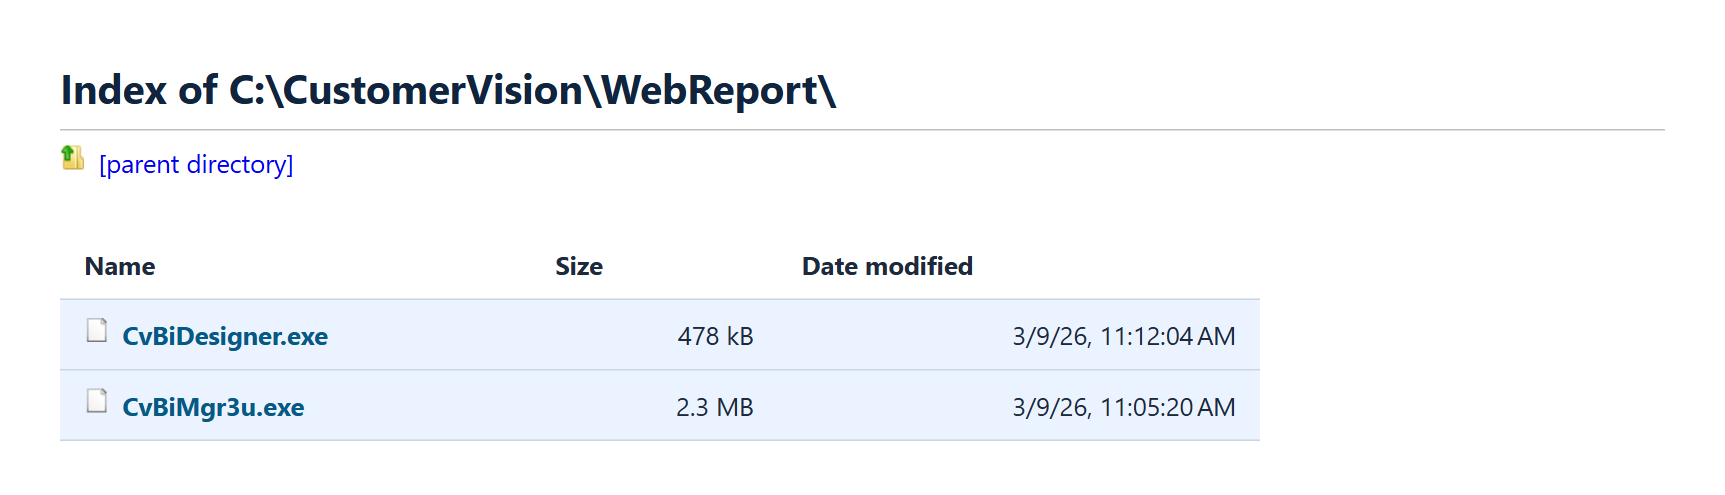 Index of C:\CustomerVision\WebReport\
[parent directory]
Name Size Date modified
CvBiDesigner.exe 478 kB 3/9/26, 11:12:04 AM
CvBiMgr3u.exe 2.3 MB 3/9/26, 11:05:20 AM